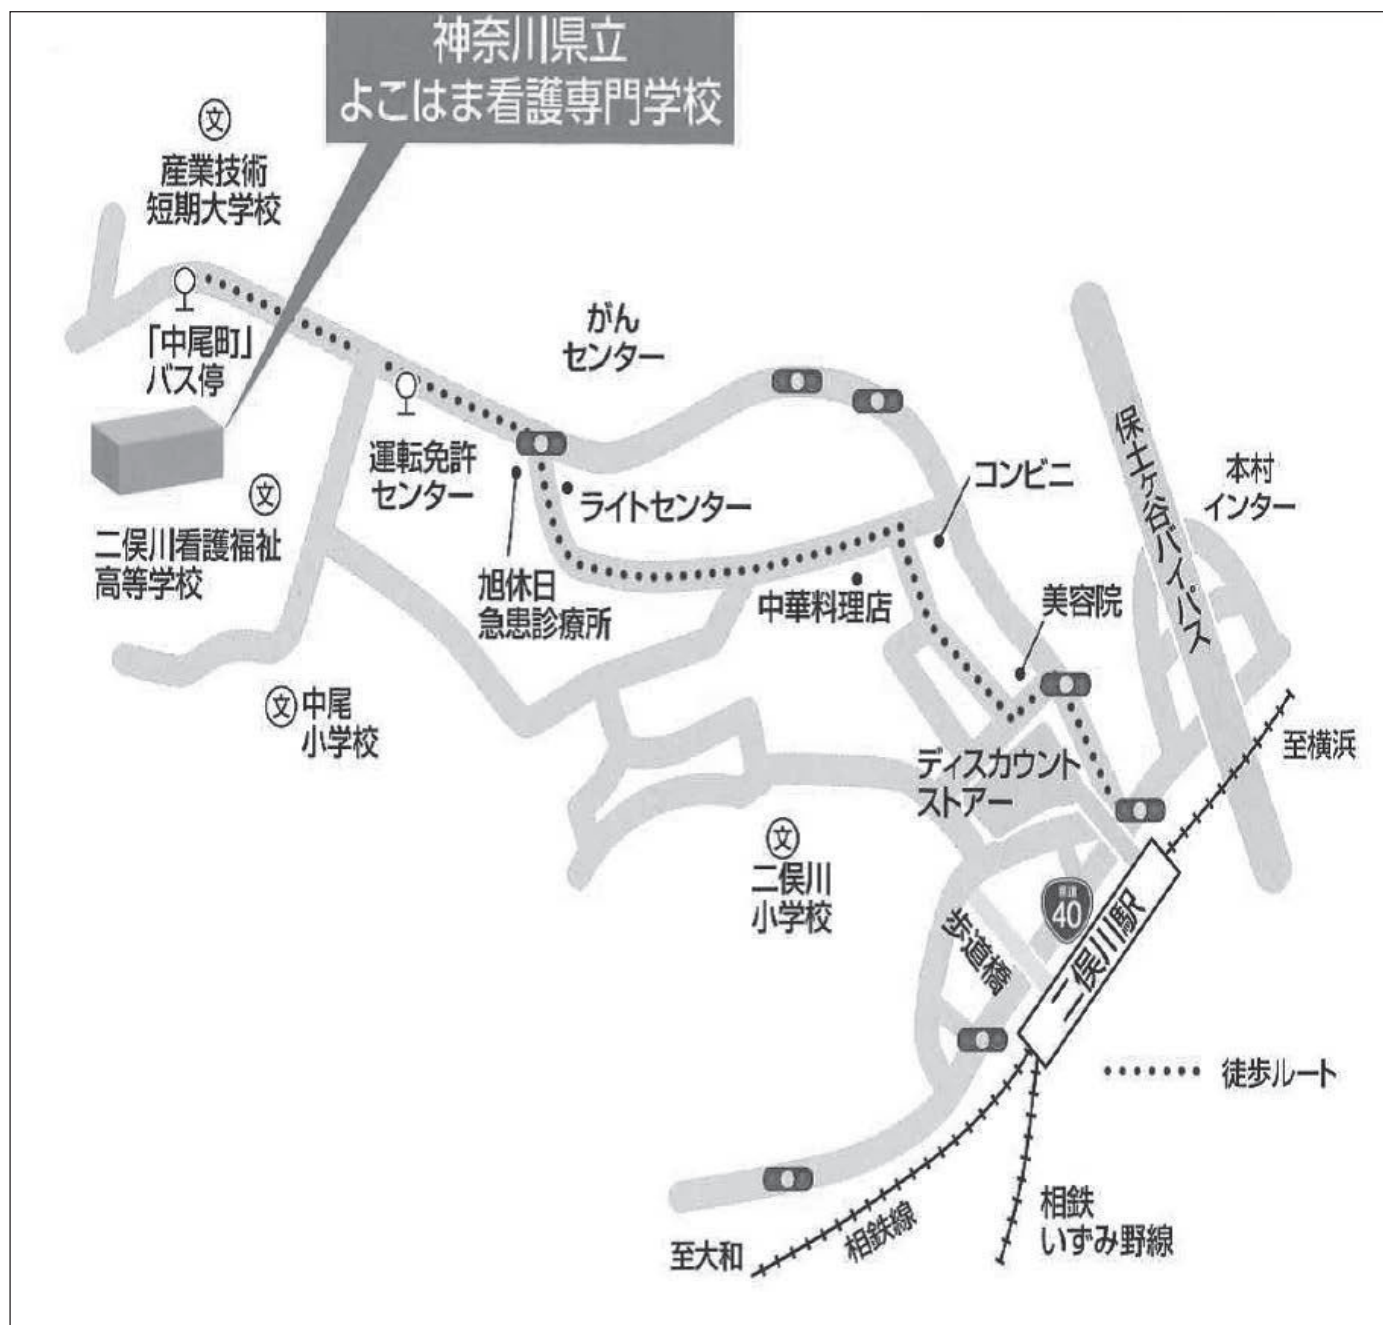 神奈川県立
よこはま看護専門学校
文
産業技術
短期大学校
「中尾町」
バス停
がん
センター
運転免許
センター
ライトセンター
コンビニ
保土ヶ谷バイパス
本村
インター
文
二俣川看護福祉
高等学校
旭休日
急患診療所
中華料理店
美容院
文
中尾
小学校
ディスカウント
ストアー
至横浜
文
二俣川
小学校
県道
40
歩道橋
二俣川駅
徒歩ルート
相鉄線
相鉄
いずみ野線
至大和